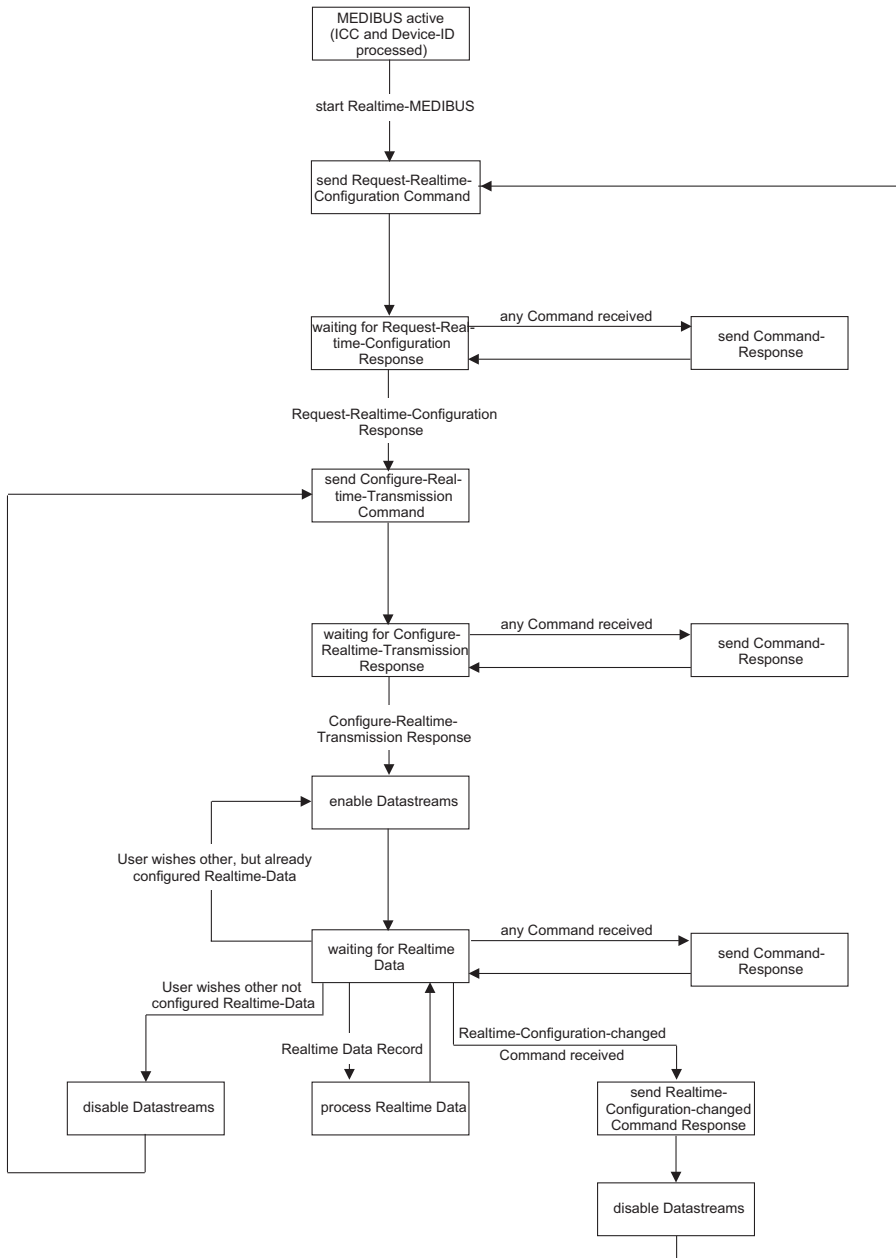 MEDIBUS active
(ICC and Device-ID
processed)
start Realtime-MEDIBUS
send Request-Realtime-
Configuration Command
waiting for Request-Real-
time-Configuration
Response
any Command received
send Command-
Response
Request-Realtime-Configuration
Response
send Configure-Real-
time-Transmission
Command
waiting for Configure-
Realtime-Transmission
Response
any Command received
send Command-
Response
Configure-Realtime-
Transmission Response
enable Datastreams
User wishes other, but already
configured Realtime-Data
waiting for Realtime
Data
any Command received
send Command-
Response
User wishes other not
configured Realtime-Data
Realtime Data Record
Realtime-Configuration-changed
Command received
disable Datastreams
process Realtime Data
send Realtime-
Configuration-changed
Command Response
disable Datastreams